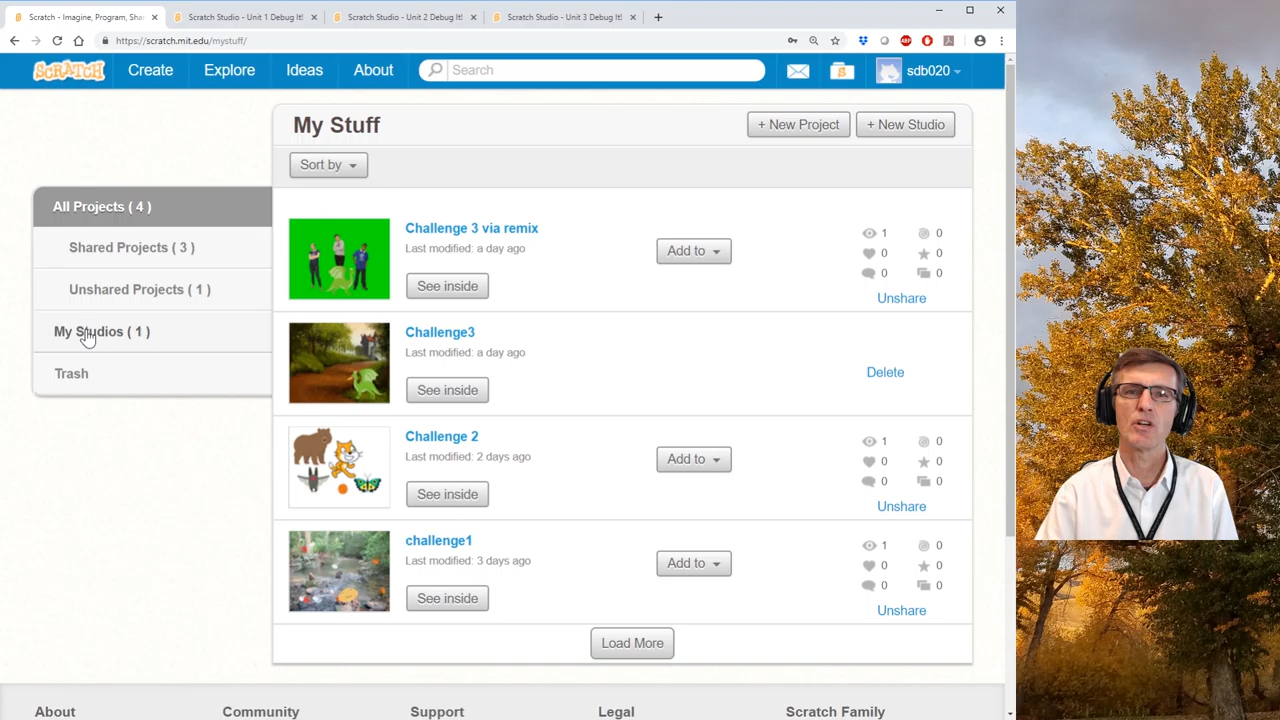 Scratch - Imagine, Program, Sha
Scratch Studio - Unit 1 Debug It!
Scratch Studio - Unit 2 Debug It!
Scratch Studio - Unit 3 Debug It!
https://scratch.mit.edu/mystuff/
SCRATCH
Create
Explore
Ideas
About
Search
sdb020
My Stuff
+ New Project
+ New Studio
Sort by
All Projects ( 4 )
Shared Projects ( 3 )
Unshared Projects ( 1 )
My Studios ( 1 )
Trash
Challenge 3 via remix
Last modified: a day ago
See inside
Add to
1 0
0 0
0 0
Unshare
Challenge3
Last modified: a day ago
See inside
Delete
Challenge 2
Last modified: 2 days ago
See inside
Add to
1 0
0 0
0 0
Unshare
challenge1
Last modified: 3 days ago
See inside
Add to
1 0
0 0
0 0
Unshare
Load More
About
Community
Support
Legal
Scratch Family